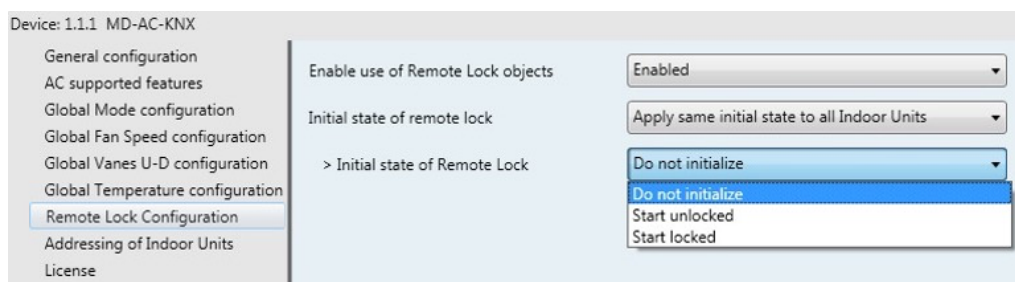 Device: 1.1.1 MD-AC-KNX
General configuration
AC supported features
Global Mode configuration
Global Fan Speed configuration
Global Vanes U-D configuration
Global Temperature configuration
Remote Lock Configuration
Addressing of Indoor Units
License
Enable use of Remote Lock objects
Enabled
Initial state of remote lock
Apply same initial state to all Indoor Units
> Initial state of Remote Lock
Do not initialize
Do not initialize
Start unlocked
Start locked